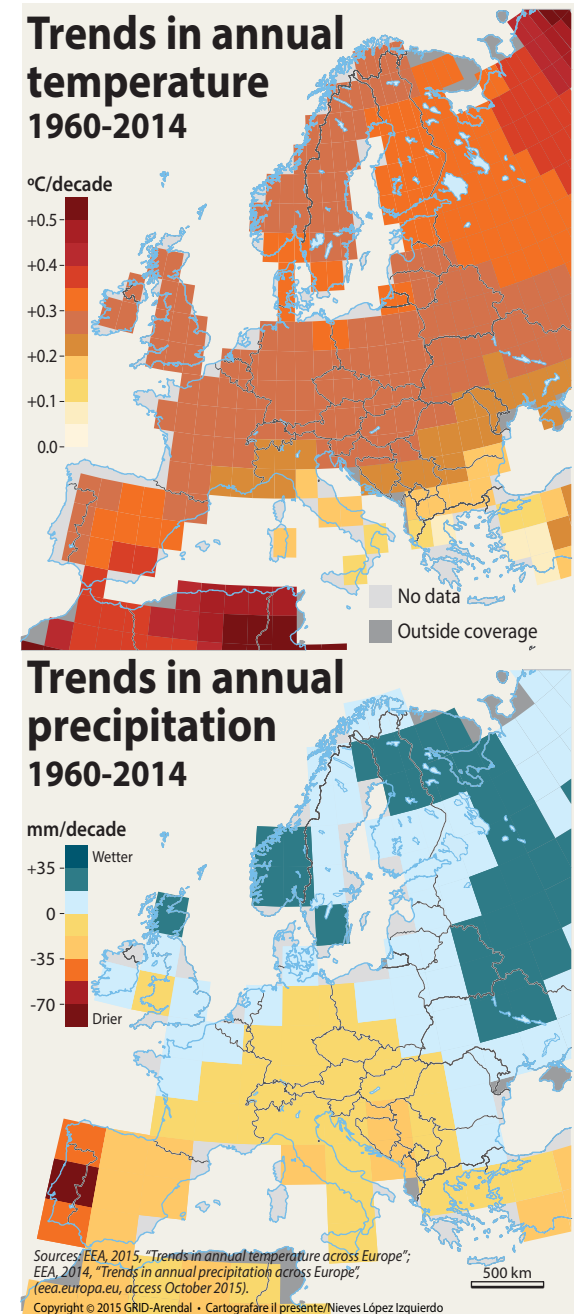 Trends in annual
temperature
1960-2014
ºC/decade
+0.5
+0.4
+0.3
+0.2
+0.1
0.0
No data
Outside coverage
Trends in annual
precipitation
1960-2014
mm/decade
Wetter
+35
0
-35
-70
Drier
Sources: EEA, 2015, “Trends in annual temperature across Europe”;
EEA, 2014, “Trends in annual precipitation across Europe”,
(eea.europa.eu, access October 2015).
500 km
Copyright © 2015 GRID-Arendal • Cartografare il presente/Nieves López Izquierdo